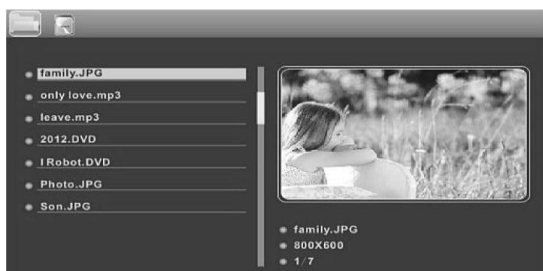 family.JPG
only love.mp3
leave.mp3
2012.DVD
I Robot.DVD
Photo.JPG
Son.JPG
family.JPG
800X600
1/7